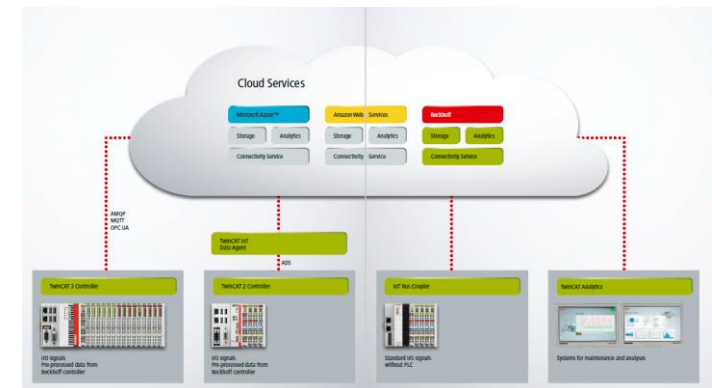 Cloud Services
Microsoft Azure™
Amazon Web Services
Beckhoff
Storage
Analytics
Storage
Analytics
Storage
Analytics
Connectivity Service
Connectivity Service
Connectivity Service
AMQP
MQTT
OPC UA
TwinCAT IoT
Data Agent
ADS
TwinCAT 3 Controller
TwinCAT 2 Controller
IoT Bus Coupler
TwinCAT Analytics
I/O signals
Pre-processed data from
Beckhoff controller
I/O signals
Pre-processed data from
Beckhoff controller
Standard I/O signals
without PLC
Systems for maintenance and analyses